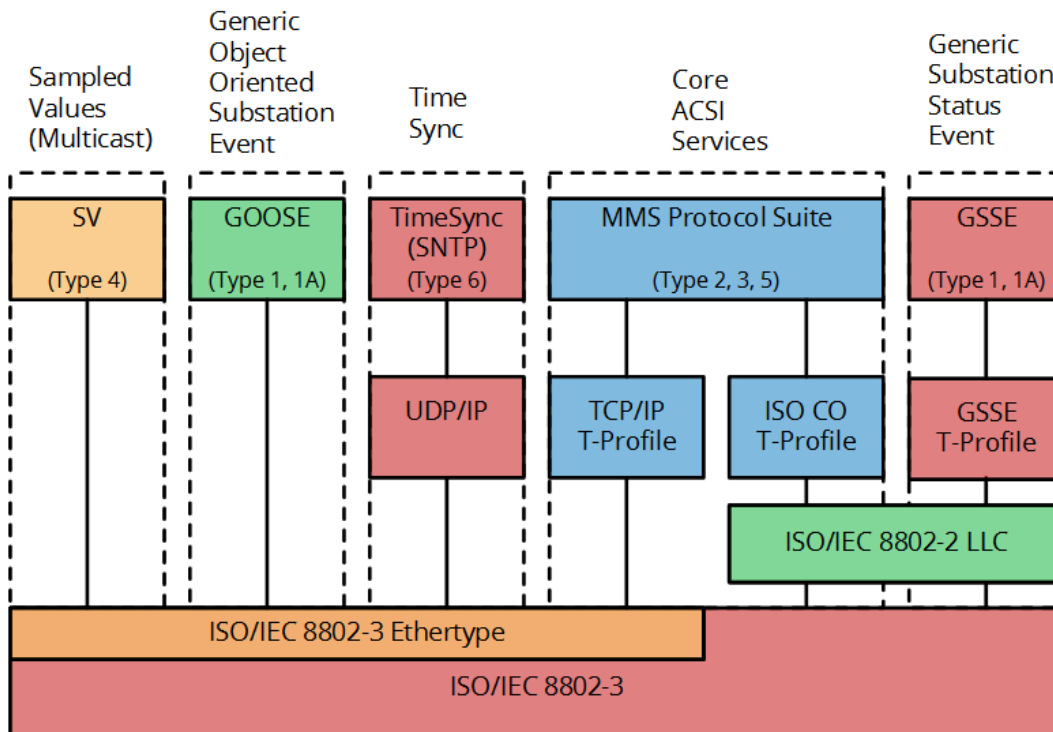 Sampled
Values
(Multicast)
Generic
Object
Oriented
Substation
Event
Time
Sync
Core
ACSI
Services
Generic
Substation
Status
Event
SV
(Type 4)
GOOSE
(Type 1, 1A)
TimeSync
(SNTP)
(Type 6)
MMS Protocol Suite
(Type 2, 3, 5)
GSSE
(Type 1, 1A)
UDP/IP
TCP/IP
T-Profile
ISO CO
T-Profile
GSSE
T-Profile
ISO/IEC 8802-2 LLC
ISO/IEC 8802-3 Ethertype
ISO/IEC 8802-3